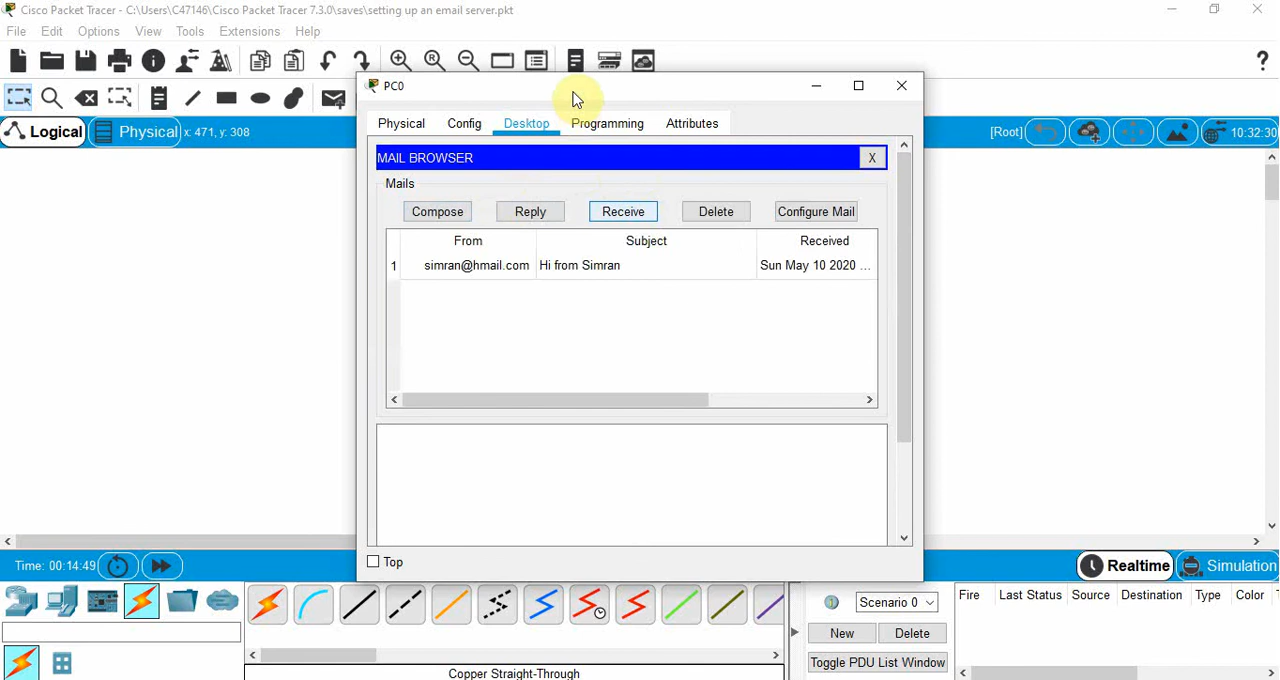 Cisco Packet Tracer - C:\Users\C47146\Cisco Packet Tracer 7.3.0\saves\setting up an email server.pkt
File Edit Options View Tools Extensions Help
PC0
Physical Config Desktop Programming Attributes
Logical Physical x: 471, y: 308 [Root] 10:32:30
MAIL BROWSER X
Mails
Compose Reply Receive Delete Configure Mail
From Subject Received
1 simran@hmail.com Hi from Simran Sun May 10 2020 ...
Top
Time: 00:14:49 Realtime Simulation
Scenario 0 Fire Last Status Source Destination Type Color
New Delete
Toggle PDU List Window
Copper Straight-Through